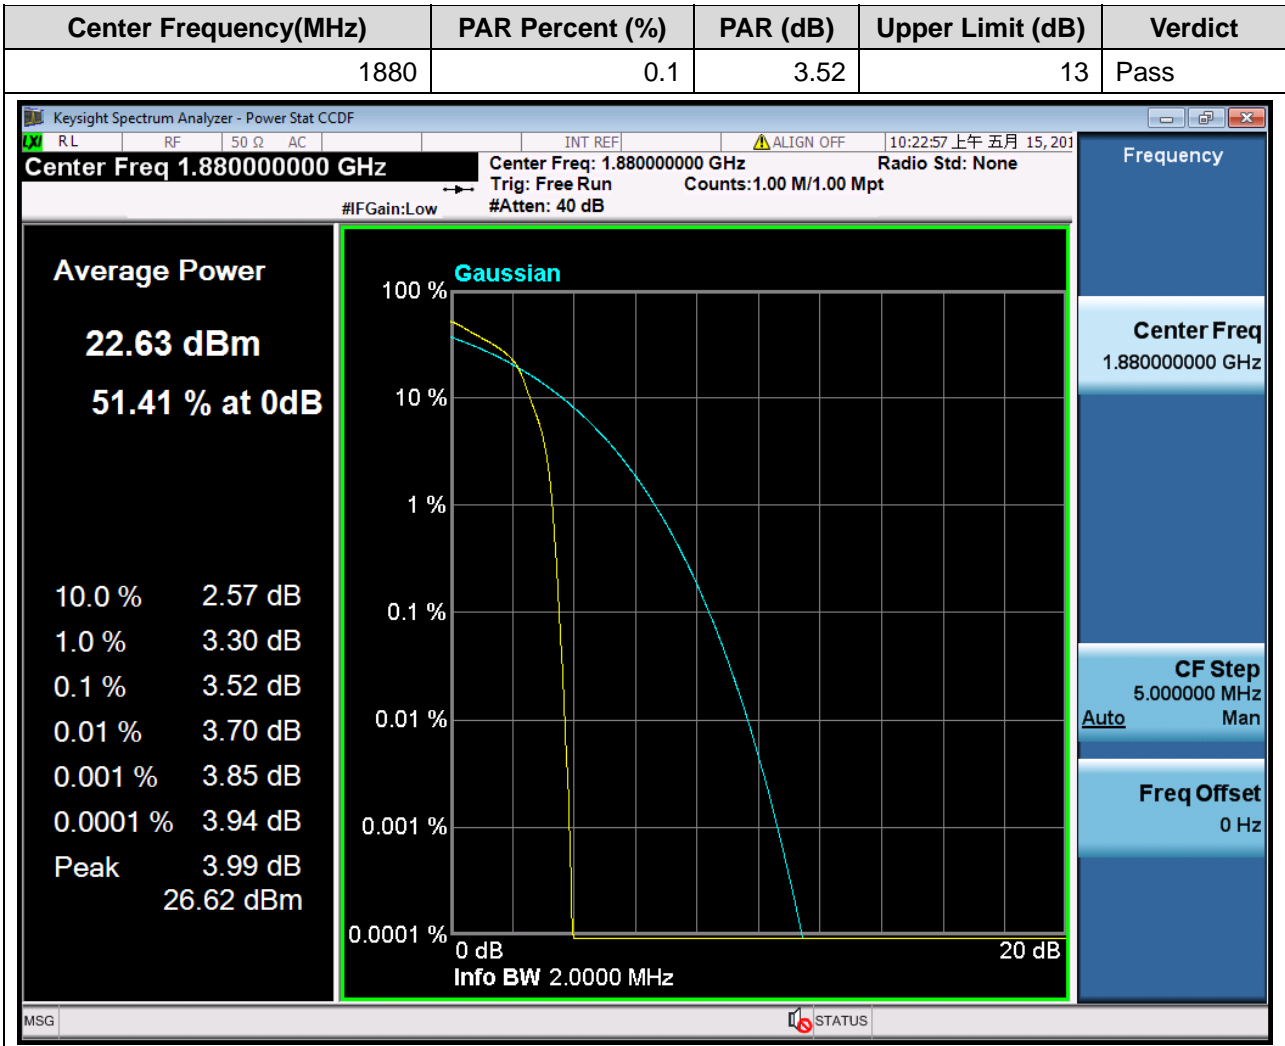 Center Frequency(MHz) PAR Percent (%) PAR (dB) Upper Limit (dB) Verdict
1880 0.1 3.52 13 Pass
Keysight Spectrum Analyzer - Power Stat CCDF
LXI RL RF 50 Ω AC INT REF ALIGN OFF 10:22:57 上午 五月 15, 201
Center Freq 1.880000000 GHz
Center Freq: 1.880000000 GHz Radio Std: None
Trig: Free Run Counts:1.00 M/1.00 Mpt
#IFGain:Low #Atten: 40 dB
Frequency
Center Freq
1.880000000 GHz
CF Step
5.000000 MHz
Auto Man
Freq Offset
0 Hz
Average Power
22.63 dBm
51.41 % at 0dB
10.0 % 2.57 dB
1.0 % 3.30 dB
0.1 % 3.52 dB
0.01 % 3.70 dB
0.001 % 3.85 dB
0.0001 % 3.94 dB
Peak 3.99 dB
26.62 dBm
Gaussian
100 %
10 %
1 %
0.1 %
0.01 %
0.001 %
0.0001 %
0 dB 20 dB
Info BW 2.0000 MHz
MSG STATUS